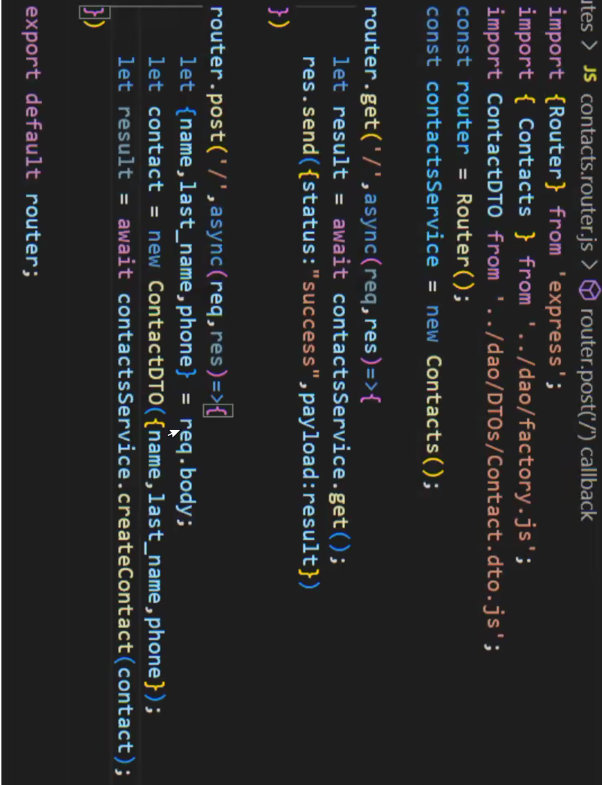 utes > JS contacts.router.js > router.post('/') callback
import {Router} from 'express';
import { Contacts } from '../dao/factory.js';
import ContactDTO from '../dao/DTOs/Contact.dto.js';
const router = Router();
const contactsService = new Contacts();
router.get('/',async(req,res)=>{
let result = await contactsService.get();
res.send({status:"success",payload:result})
})
router.post('/',async(req,res)=>{
let {name,last_name,phone} = req.body;
let contact = new ContactDTO({name,last_name,phone});
let result = await contactsService.createContact(contact);
})
export default router;